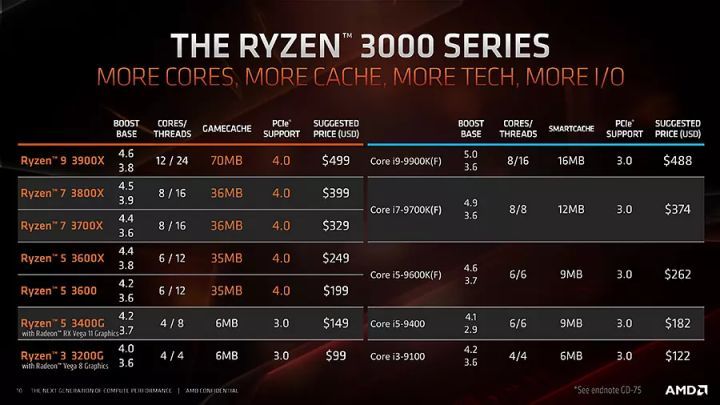 THE RYZEN™ 3000 SERIES
MORE CORES, MORE CACHE, MORE TECH, MORE I/O
BOOST BASE CORES/ THREADS GAMECACHE PCIe® SUPPORT SUGGESTED PRICE (USD)
Ryzen™ 9 3900X 4.6 3.8 12 / 24 70MB 4.0 $499
Ryzen™ 7 3800X 4.5 3.9 8 / 16 36MB 4.0 $399
Ryzen™ 7 3700X 4.4 3.6 8 / 16 36MB 4.0 $329
Ryzen™ 5 3600X 4.4 3.8 6 / 12 35MB 4.0 $249
Ryzen™ 5 3600 4.2 3.6 6 / 12 35MB 4.0 $199
Ryzen™ 5 3400G 4.2 3.7 4 / 8 6MB 3.0 $149
with Radeon™ RX Vega 11 Graphics
Ryzen™ 3 3200G 4.0 3.6 4 / 4 6MB 3.0 $99
with Radeon™ Vega 8 Graphics
BOOST BASE CORES/ THREADS SMARTCACHE PCIe® SUPPORT SUGGESTED PRICE (USD)
Core i9-9900K(F) 5.0 3.6 8/16 16MB 3.0 $488
Core i7-9700K(F) 4.9 3.6 8/8 12MB 3.0 $374
Core i5-9600K(F) 4.6 3.7 6/6 9MB 3.0 $262
Core i5-9400 4.1 2.9 6/6 9MB 3.0 $182
Core i3-9100 4.2 3.6 4/4 6MB 3.0 $122
THE NEXT GENERATION OF COMPUTE PERFORMANCE | AMD CONFIDENTIAL
*See endnote GD-75
AMD